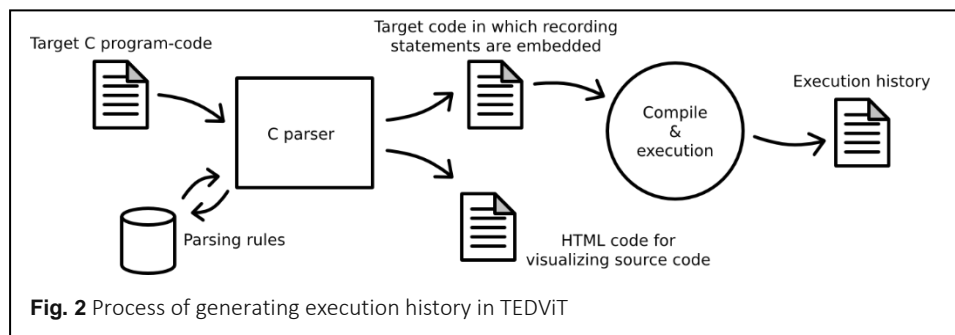 Target C program-code
Target code in which recording
statements are embedded
Execution history
C parser
Compile
&
execution
Parsing rules
HTML code for
visualizing source code
Fig. 2 Process of generating execution history in TEDViT